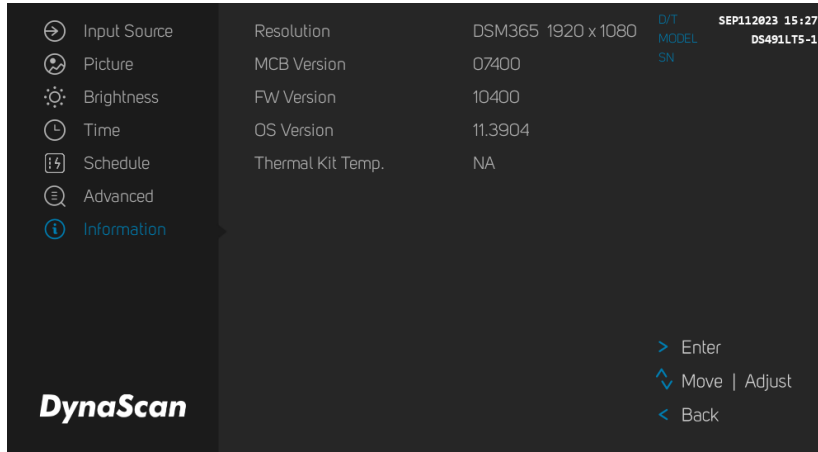 Input Source
Picture
Brightness
Time
Schedule
Advanced
Information
DynaScan
Resolution DSM365 1920 x 1080
MCB Version 07400
FW Version 10400
OS Version 11.3904
Thermal Kit Temp. NA
D/T SEP112023 15:27
MODEL DS491LT5-1
SN
> Enter
Move | Adjust
< Back